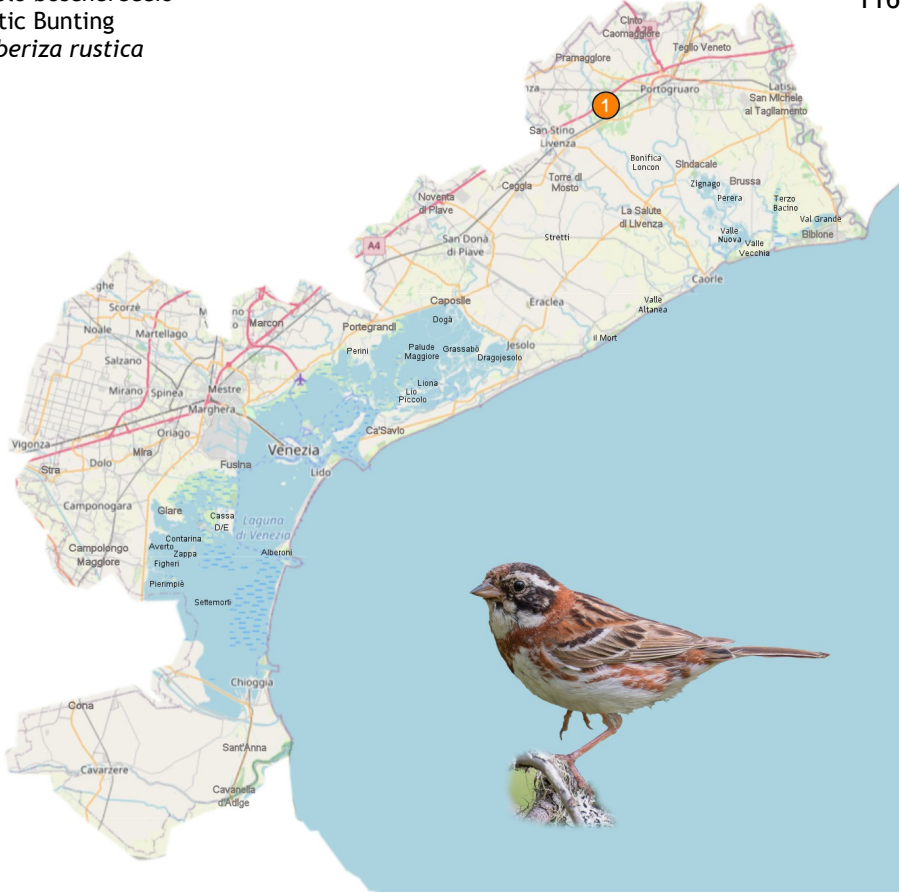 tic Bunting
beriza rustica
116
Cinto
Caomaggiore
A28
Teglio Veneto
Pramaggiore
nza
Portogruaro
Latisa
San Michele
al Tagliamento
1
San Stino
Livenza
Bonifica
Loncon
Sindacale
Ceggia
Torre di
Mosto
Zignago
Brussa
Perera
Terzo
Bacino
Noventa
di Piave
La Salute
di Livenza
Val Grande
Bibione
A4
San Donà
di Piave
Stretti
Valle
Nuova
Valle
Vecchia
Caorle
Scorzè
Caposile
Eraclea
Valle
Altanea
Noale
Martellago
Marcon
Portegrandi
Dogà
Jesolo
il Mort
Salzano
Perini
Palude
Maggiore
Grassabò
Dragojesolo
Mirano
Spinea
Mestre
Liona
Lio
Piccolo
Marghera
Oriago
Ca'Savio
Vigonza
Mira
Venezia
Stra
Dolo
Fusina
Lido
Camponogara
Giare
Cassa
D/E
Laguna
di Venezia
Campolongo
Maggiore
Contarina
Averto
Zappa
Figheri
Alberoni
Pierimpiè
Settemorti
Chioggia
Cona
Sant'Anna
Cavarzere
Cavanella
d'Adige